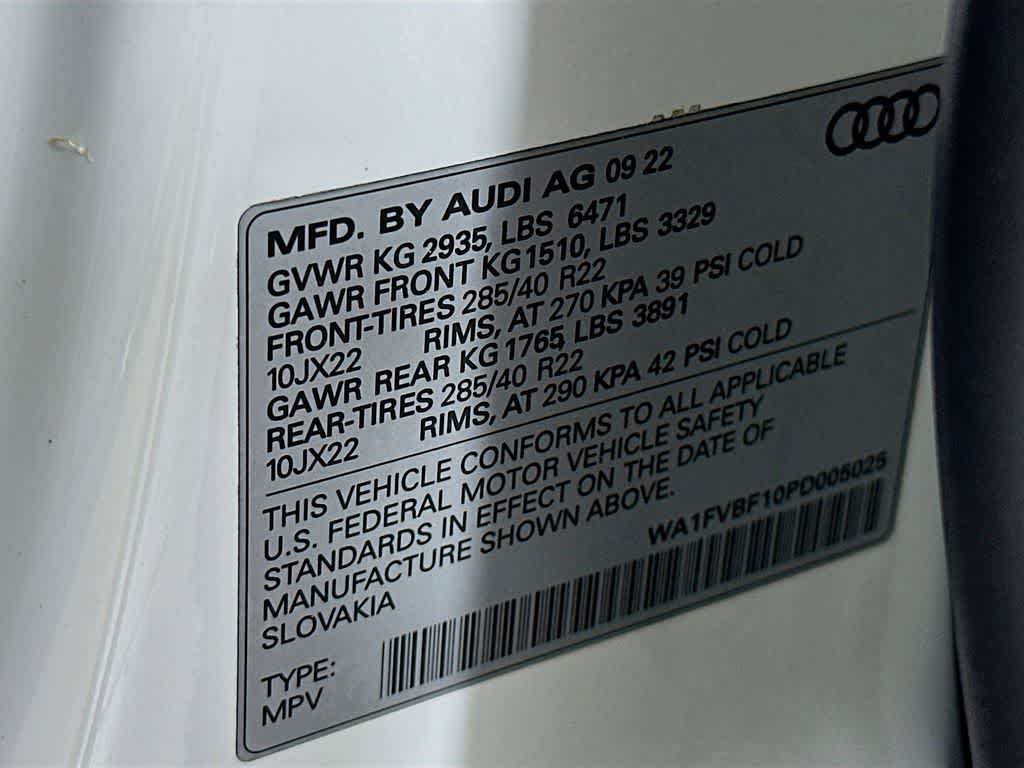 MFD. BY AUDI AG 09 22
GVWR KG 2935, LBS 6471
GAWR FRONT KG1510, LBS 3329
FRONT-TIRES 285/40 R22
10JX22 RIMS, AT 270 KPA 39 PSI COLD
GAWR REAR KG 1765, LBS 3891
REAR-TIRES 285/40 R22
10JX22 RIMS, AT 290 KPA 42 PSI COLD
THIS VEHICLE CONFORMS TO ALL APPLICABLE
U.S. FEDERAL MOTOR VEHICLE SAFETY
STANDARDS IN EFFECT ON THE DATE OF
MANUFACTURE SHOWN ABOVE.
SLOVAKIA
WA1FVBF10PD005025
TYPE:
MPV